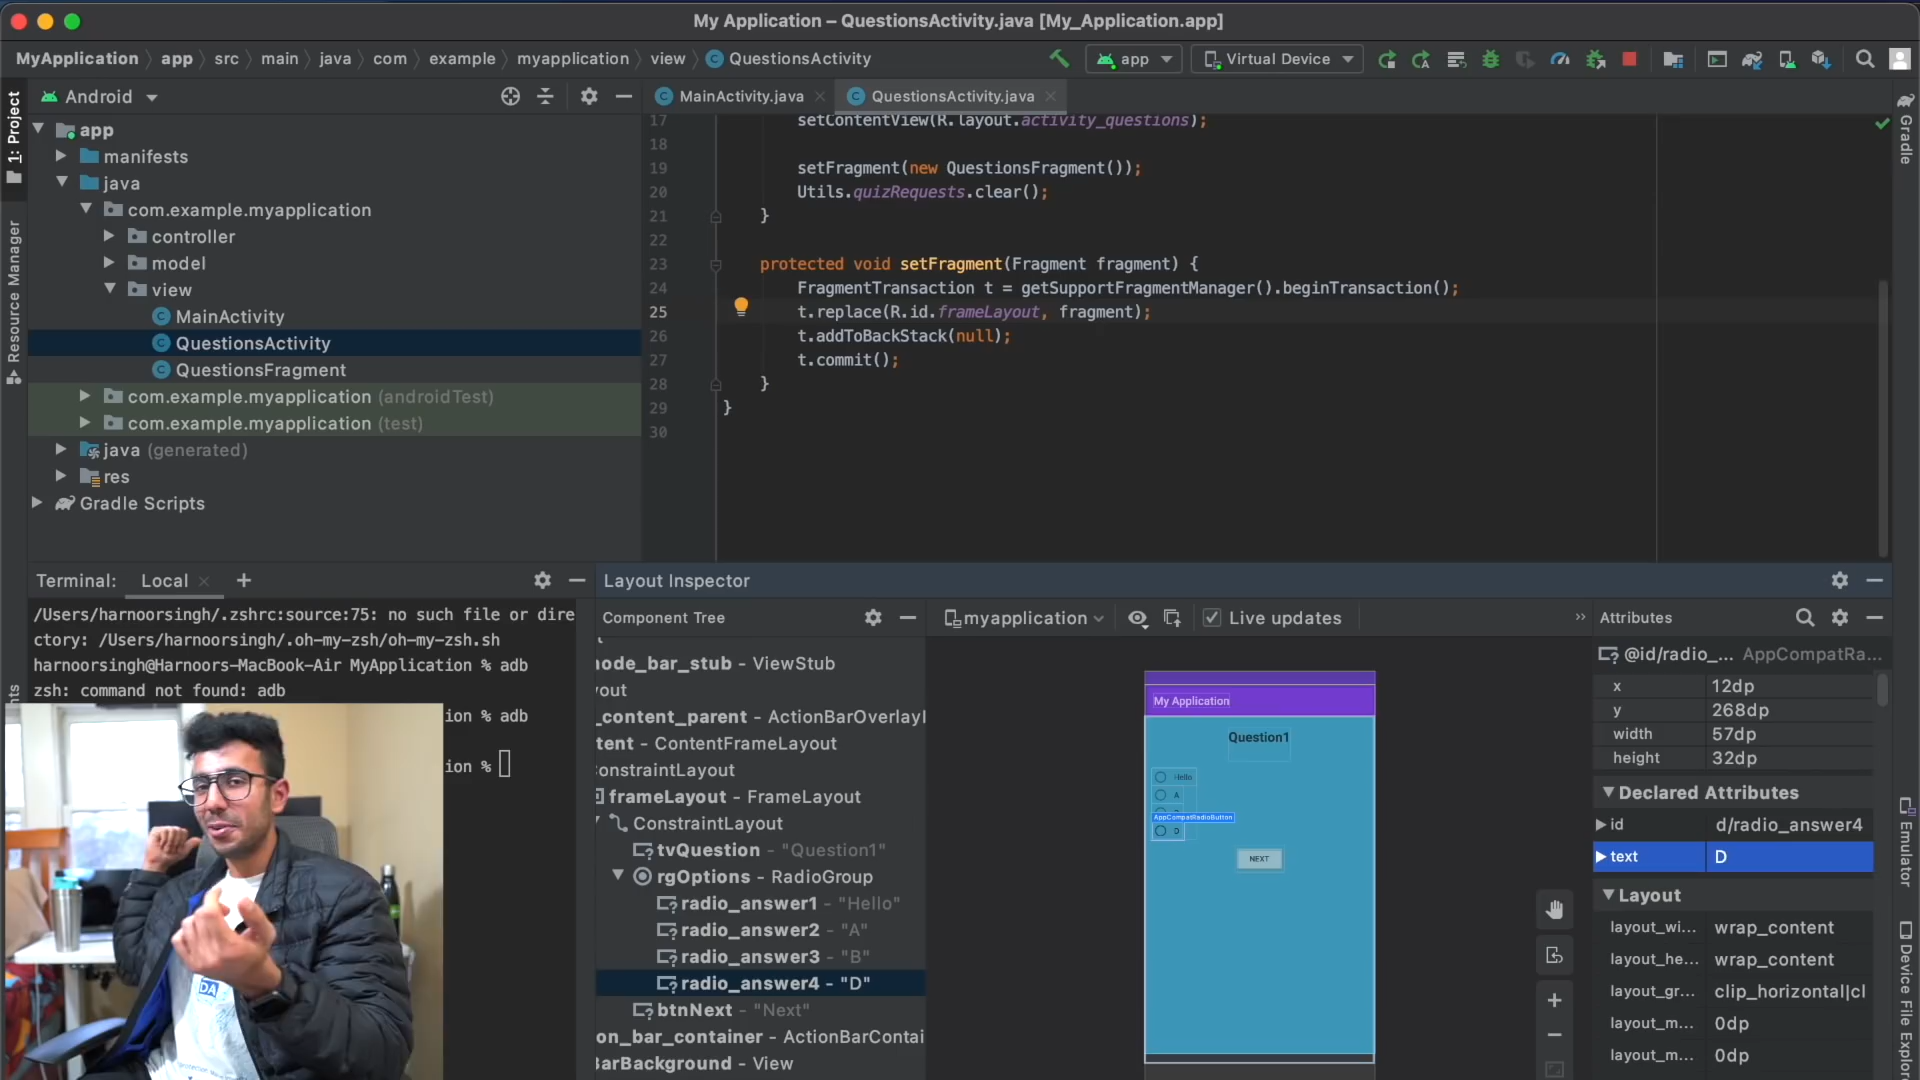 My Application – QuestionsActivity.java [My_Application.app]
MyApplication app src main java com example myapplication view QuestionsActivity
app Virtual Device
1: Project
Resource Manager
Android
app
manifests
java
com.example.myapplication
controller
model
view
MainActivity
QuestionsActivity
QuestionsFragment
com.example.myapplication (androidTest)
com.example.myapplication (test)
java (generated)
res
Gradle Scripts
MainActivity.java
QuestionsActivity.java
17 setContentView(R.layout.activity_questions);
18
19 setFragment(new QuestionsFragment());
20 Utils.quizRequests.clear();
21 }
22
23 protected void setFragment(Fragment fragment) {
24 FragmentTransaction t = getSupportFragmentManager().beginTransaction();
25 t.replace(R.id.frameLayout, fragment);
26 t.addToBackStack(null);
27 t.commit();
28 }
29 }
30
Gradle
Terminal: Local
/Users/harnoorsingh/.zshrc:source:75: no such file or dire
ctory: /Users/harnoorsingh/.oh-my-zsh/oh-my-zsh.sh
harnoorsingh@Harnoors-MacBook-Air MyApplication % adb
zsh: command not found: adb
ion % adb
ion %
Layout Inspector
Component Tree
node_bar_stub - ViewStub
yout
_content_parent - ActionBarOverlayl
tent - ContentFrameLayout
onstraintLayout
frameLayout - FrameLayout
ConstraintLayout
tvQuestion - "Question1"
rgOptions - RadioGroup
radio_answer1 - "Hello"
radio_answer2 - "A"
radio_answer3 - "B"
radio_answer4 - "D"
btnNext - "Next"
on_bar_container - ActionBarContai
BarBackground - View
myapplication
Live updates
My Application
Question1
Hello
A
AppCompatRadioButton
D
NEXT
Attributes
@id/radio_... AppCompatRa...
x 12dp
y 268dp
width 57dp
height 32dp
Declared Attributes
id d/radio_answer4
text D
Layout
layout_wi... wrap_content
layout_he... wrap_content
layout_gr... clip_horizontal|cl
layout_m... 0dp
layout_m... 0dp
Emulator
Device File Explor
DA